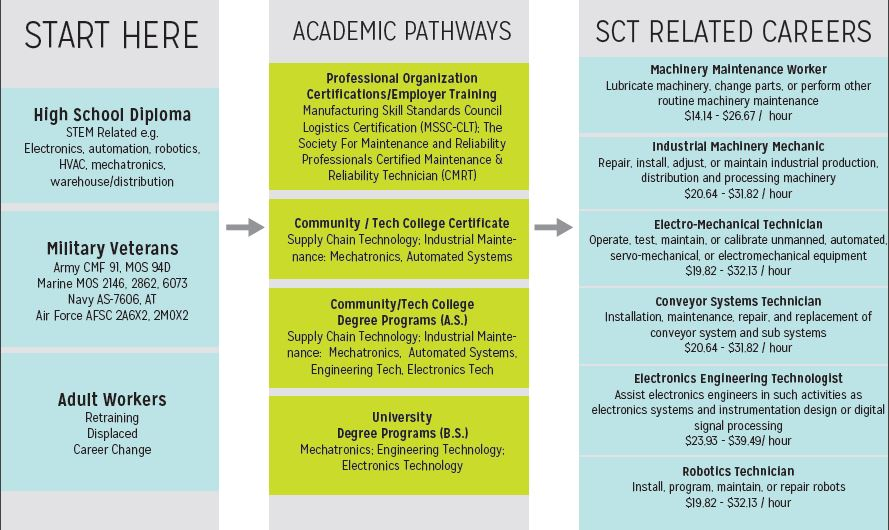 START HERE
High School Diploma
STEM Related e.g.
Electronics, automation, robotics,
HVAC, mechatronics,
warehouse/distribution
Military Veterans
Army CMF 91, MOS 94D
Marine MOS 2146, 2862, 6073
Navy AS-7606, AT
Air Force AFSC 2A6X2, 2M0X2
Adult Workers
Retraining
Displaced
Career Change
ACADEMIC PATHWAYS
Professional Organization
Certifications/Employer Training
Manufacturing Skill Standards Council
Logistics Certification (MSSC-CLT); The
Society For Maintenance and Reliability
Professionals Certified Maintenance &
Reliability Technician (CMRT)
Community / Tech College Certificate
Supply Chain Technology; Industrial Mainte-
nance: Mechatronics, Automated Systems
Community/Tech College
Degree Programs (A.S.)
Supply Chain Technology; Industrial Mainte-
nance: Mechatronics, Automated Systems,
Engineering Tech, Electronics Tech
University
Degree Programs (B.S.)
Mechatronics; Engineering Technology;
Electronics Technology
SCT RELATED CAREERS
Machinery Maintenance Worker
Lubricate machinery, change parts, or perform other
routine machinery maintenance
$14.14 - $26.67 / hour
Industrial Machinery Mechanic
Repair, install, adjust, or maintain industrial production,
distribution and processing machinery
$20.64 - $31.82 / hour
Electro-Mechanical Technician
Operate, test, maintain, or calibrate unmanned, automated,
servo-mechanical, or electromechanical equipment
$19.82 - $32.13 / hour
Conveyor Systems Technician
Installation, maintenance, repair, and replacement of
conveyor system and sub systems
$20.64 - $31.82 / hour
Electronics Engineering Technologist
Assist electronics engineers in such activities as
electronics systems and instrumentation design or digital
signal processing
$23.93 - $39.49/ hour
Robotics Technician
Install, program, maintain, or repair robots
$19.82 - $32.13 / hour